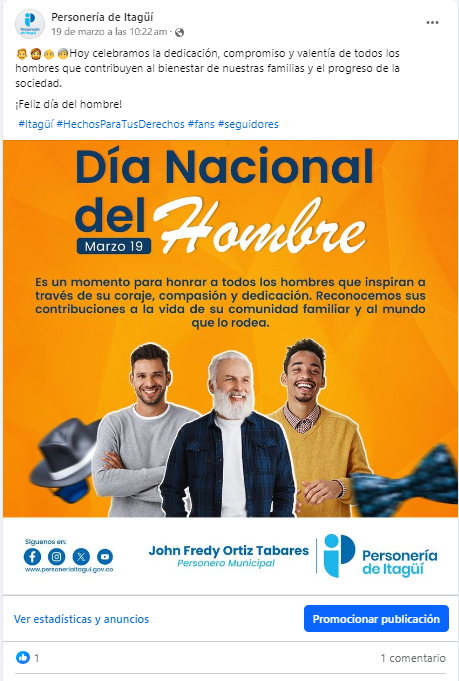 Personería de Itagüí
19 de marzo a las 10:22am ·
Hoy celebramos la dedicación, compromiso y valentía de todos los
hombres que contribuyen al bienestar de nuestras familias y el progreso de la
sociedad.
¡Feliz día del hombre!
#Itagüí #HechosParaTusDerechos #fans #seguidores
Día Nacional
del Hombre
Marzo 19
Es un momento para honrar a todos los hombres que inspiran a
través de su coraje, compasión y dedicación. Reconocemos sus
contribuciones a la vida de su comunidad familiar y al mundo
que lo rodea.
Síguenos en:
www.personeriaitagui.gov.co
John Fredy Ortiz Tabares
Personero Municipal
Personería
de Itagüí
Ver estadísticas y anuncios
Promocionar publicación
1
1 comentario